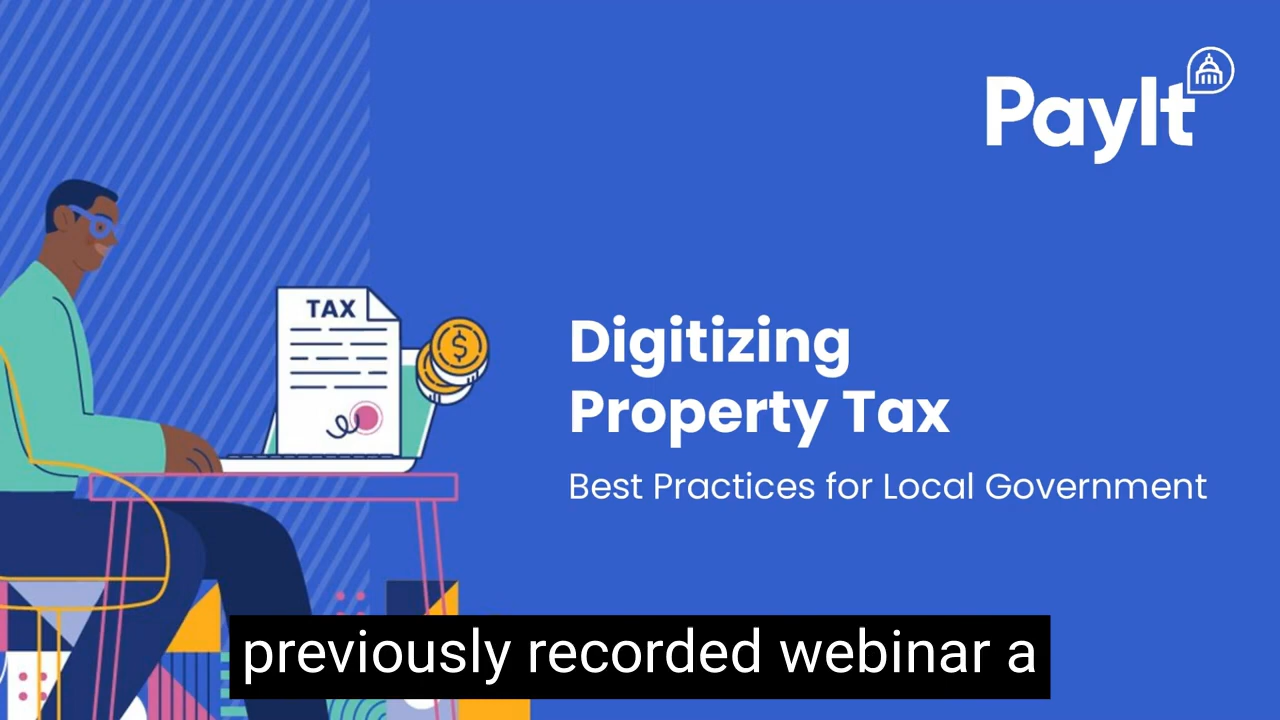 PayIt
TAX
Digitizing
Property Tax
Best Practices for Local Government
previously recorded webinar a